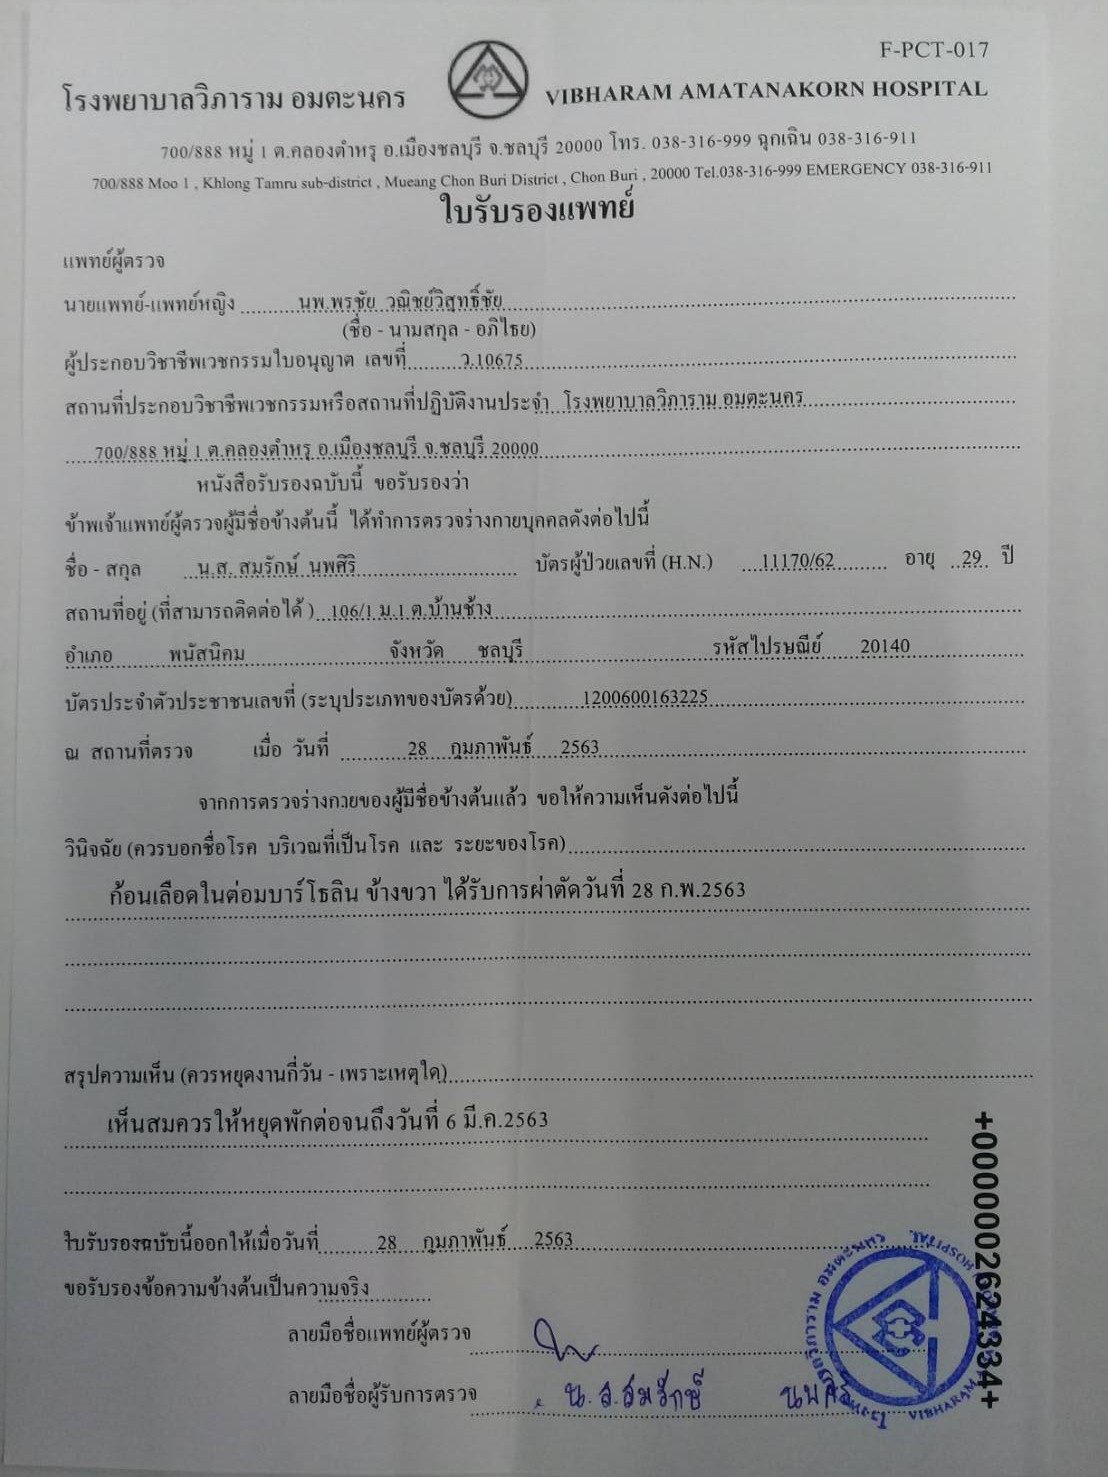 F-PCT-017
โรงพยาบาลวิภาราม อมตะนคร
VIBHARAM AMATANAKORN HOSPITAL
700/888 หมู่ 1 ต.คลองตำหรุ อ.เมืองชลบุรี จ.ชลบุรี 20000 โทร. 038-316-999 ฉุกเฉิน 038-316-911
700/888 Moo 1 , Khlong Tamru sub-district , Mueang Chon Buri District , Chon Buri , 20000 Tel.038-316-999 EMERGENCY 038-316-911
ใบรับรองแพทย์
แพทย์ผู้ตรวจ
นายแพทย์-แพทย์หญิง นพ.พรชัย วณิชย์วิสุทธิ์ชัย
(ชื่อ - นามสกุล - อภิไธย)
ผู้ประกอบวิชาชีพเวชกรรมใบอนุญาต เลขที่ ว.10675
สถานที่ประกอบวิชาชีพเวชกรรมหรือสถานที่ปฏิบัติงานประจำ โรงพยาบาลวิภาราม อมตะนคร
700/888 หมู่ 1 ต.คลองตำหรุ อ.เมืองชลบุรี จ.ชลบุรี 20000
หนังสือรับรองฉบับนี้ ขอรับรองว่า
ข้าพเจ้าแพทย์ผู้ตรวจผู้มีชื่อข้างต้นนี้ ได้ทำการตรวจร่างกายบุคคลดังต่อไปนี้
ชื่อ - สกุล น.ส. สมรักษ์ นพศิริ บัตรผู้ป่วยเลขที่ (H.N.) 11170/62 อายุ 29 ปี
สถานที่อยู่ (ที่สามารถติดต่อได้ ) 106/1 ม.1 ต.บ้านช้าง
อำเภอ พนัสนิคม จังหวัด ชลบุรี รหัสไปรษณีย์ 20140
บัตรประจำตัวประชาชนเลขที่ (ระบุประเภทของบัตรด้วย) 1200600163225
ณ สถานที่ตรวจ เมื่อ วันที่ 28 กุมภาพันธ์ 2563
จากการตรวจร่างกายของผู้มีชื่อข้างต้นแล้ว ขอให้ความเห็นดังต่อไปนี้
วินิจฉัย (ควรบอกชื่อโรค บริเวณที่เป็นโรค และ ระยะของโรค)
ก้อนเลือดในต่อมบาร์โธลิน ข้างขวา ได้รับการผ่าตัดวันที่ 28 ก.พ.2563
สรุปความเห็น (ควรหยุดงานกี่วัน - เพราะเหตุใด)
เห็นสมควรให้หยุดพักต่อจนถึงวันที่ 6 มี.ค.2563
ใบรับรองฉบับนี้ออกให้เมื่อวันที่ 28 กุมภาพันธ์ 2563
ขอรับรองข้อความข้างต้นเป็นความจริง
ลายมือชื่อแพทย์ผู้ตรวจ
ลายมือชื่อผู้รับการตรวจ น.ส.สมรักษ์ นพศิริ
+0000002624334+
โรงพยาบาลวิภาราม อมตะนคร